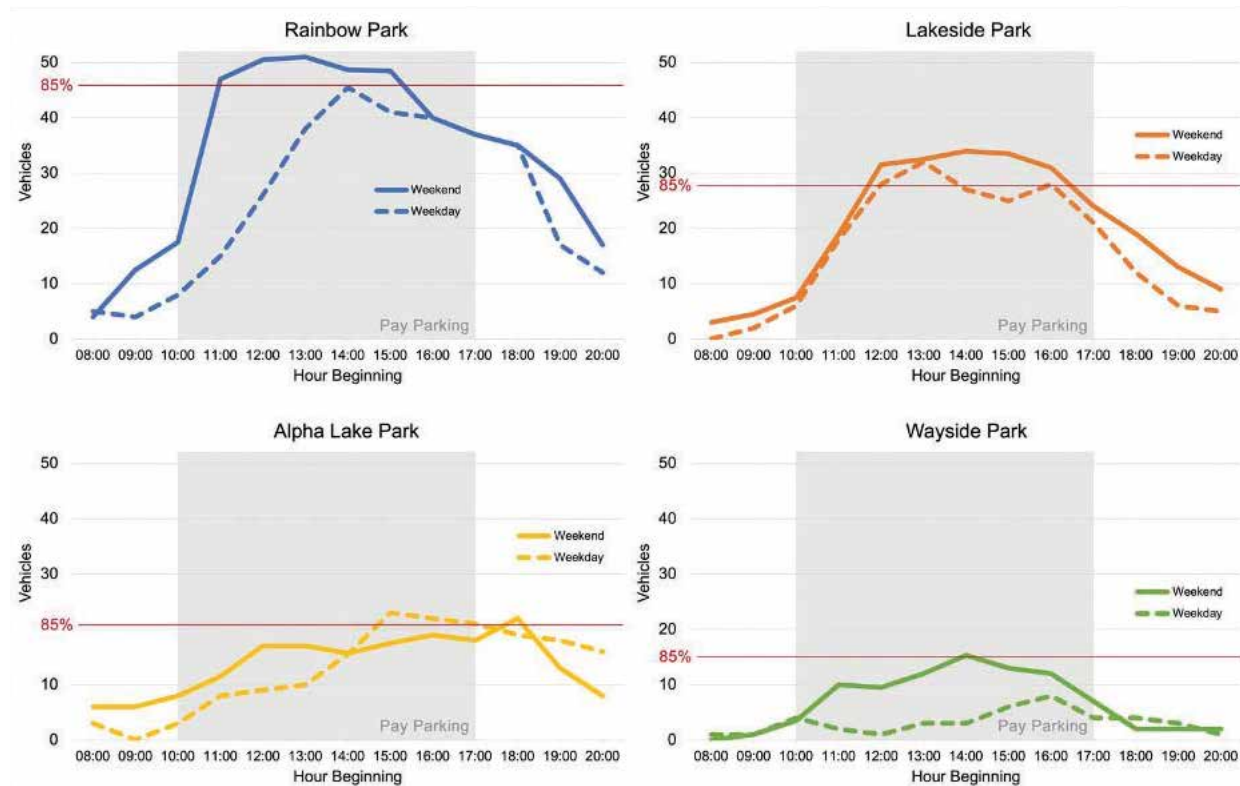 Rainbow Park
50
85%
40
30
20
10
0
Vehicles
Weekend
Weekday
Pay Parking
08:00 09:00 10:00 11:00 12:00 13:00 14:00 15:00 16:00 17:00 18:00 19:00 20:00
Hour Beginning
Lakeside Park
50
40
30
85%
20
10
0
Vehicles
Weekend
Weekday
Pay Parking
08:00 09:00 10:00 11:00 12:00 13:00 14:00 15:00 16:00 17:00 18:00 19:00 20:00
Hour Beginning
Alpha Lake Park
50
40
30
85%
10
0
Vehicles
Weekend
Weekday
Pay Parking
08:00 09:00 10:00 11:00 12:00 13:00 14:00 15:00 16:00 17:00 18:00 19:00 20:00
Hour Beginning
Wayside Park
50
40
30
20
85%
10
0
Vehicles
Weekend
Weekday
Pay Parking
08:00 09:00 10:00 11:00 12:00 13:00 14:00 15:00 16:00 17:00 18:00 19:00 20:00
Hour Beginning